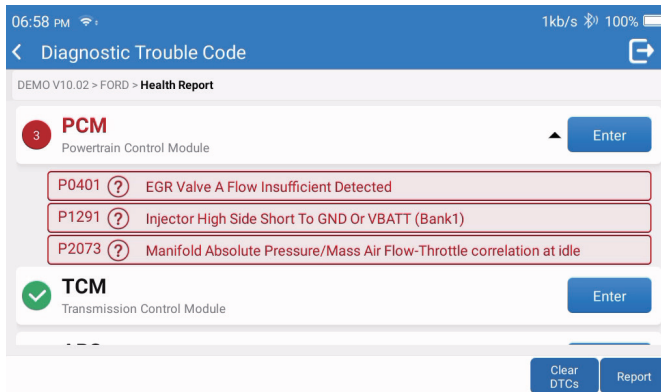 06:58 PM 1kb/s 100%
Diagnostic Trouble Code
DEMO V10.02 > FORD > Health Report
3 PCM Enter
Powertrain Control Module
P0401 ? EGR Valve A Flow Insufficient Detected
P1291 ? Injector High Side Short To GND Or VBATT (Bank1)
P2073 ? Manifold Absolute Pressure/Mass Air Flow-Throttle correlation at idle
TCM Enter
Transmission Control Module
Clear DTCs Report